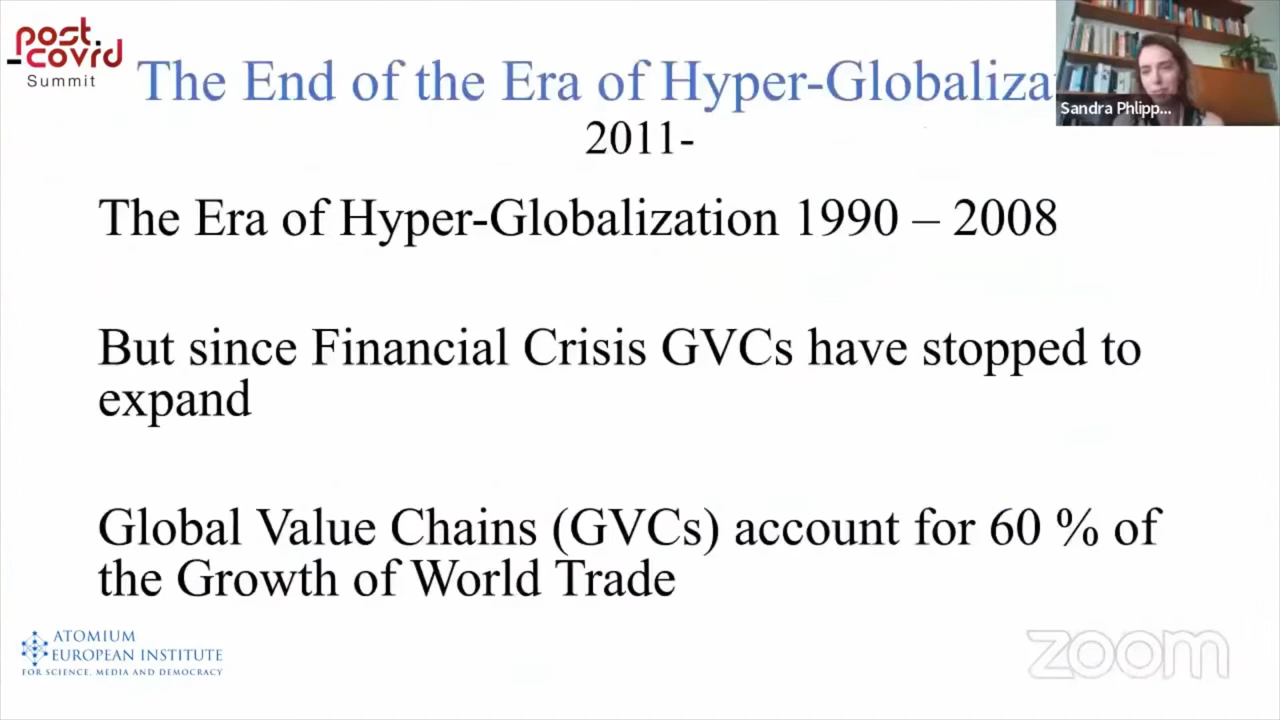 post
-covid
Summit
The End of the Era of Hyper-Globaliza
2011-
Sandra Phlipp...
The Era of Hyper-Globalization 1990 – 2008
But since Financial Crisis GVCs have stopped to
expand
Global Value Chains (GVCs) account for 60 % of
the Growth of World Trade
ATOMIUM
EUROPEAN INSTITUTE
FOR SCIENCE, MEDIA AND DEMOCRACY
zoom